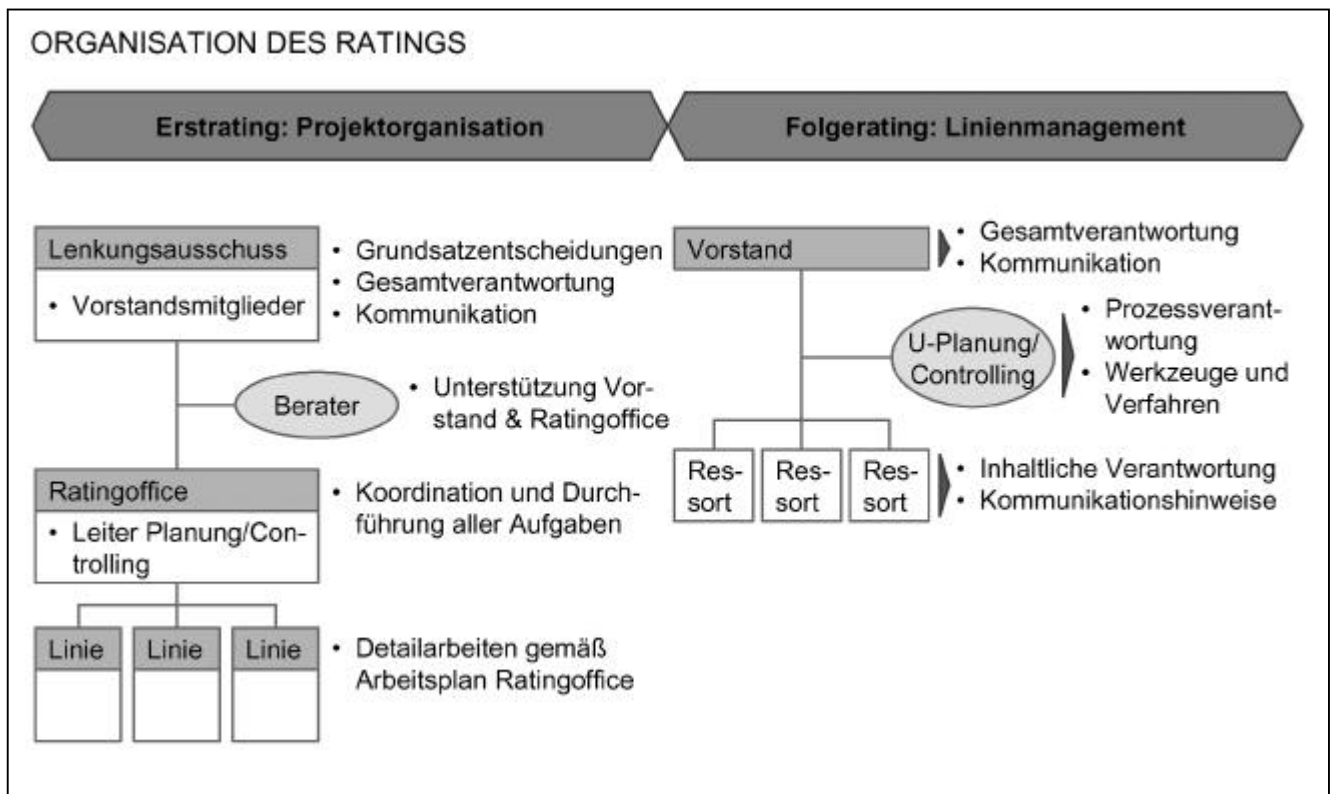 ORGANISATION DES RATINGS
Erstrating: Projektorganisation
Folgerating: Linienmanagement
Lenkungsausschuss
• Vorstandsmitglieder
• Grundsatzentscheidungen
• Gesamtverantwortung
• Kommunikation
Berater
• Unterstützung Vor-
stand & Ratingoffice
Ratingoffice
• Leiter Planung/Con-
trolling
• Koordination und Durch-
führung aller Aufgaben
Linie
Linie
Linie
• Detailarbeiten gemäß
Arbeitsplan Ratingoffice
Vorstand
• Gesamtverantwortung
• Kommunikation
U-Planung/
Controlling
• Prozessverant-
wortung
• Werkzeuge und
Verfahren
Res-
sort
Res-
sort
Res-
sort
• Inhaltliche Verantwortung
• Kommunikationshinweise